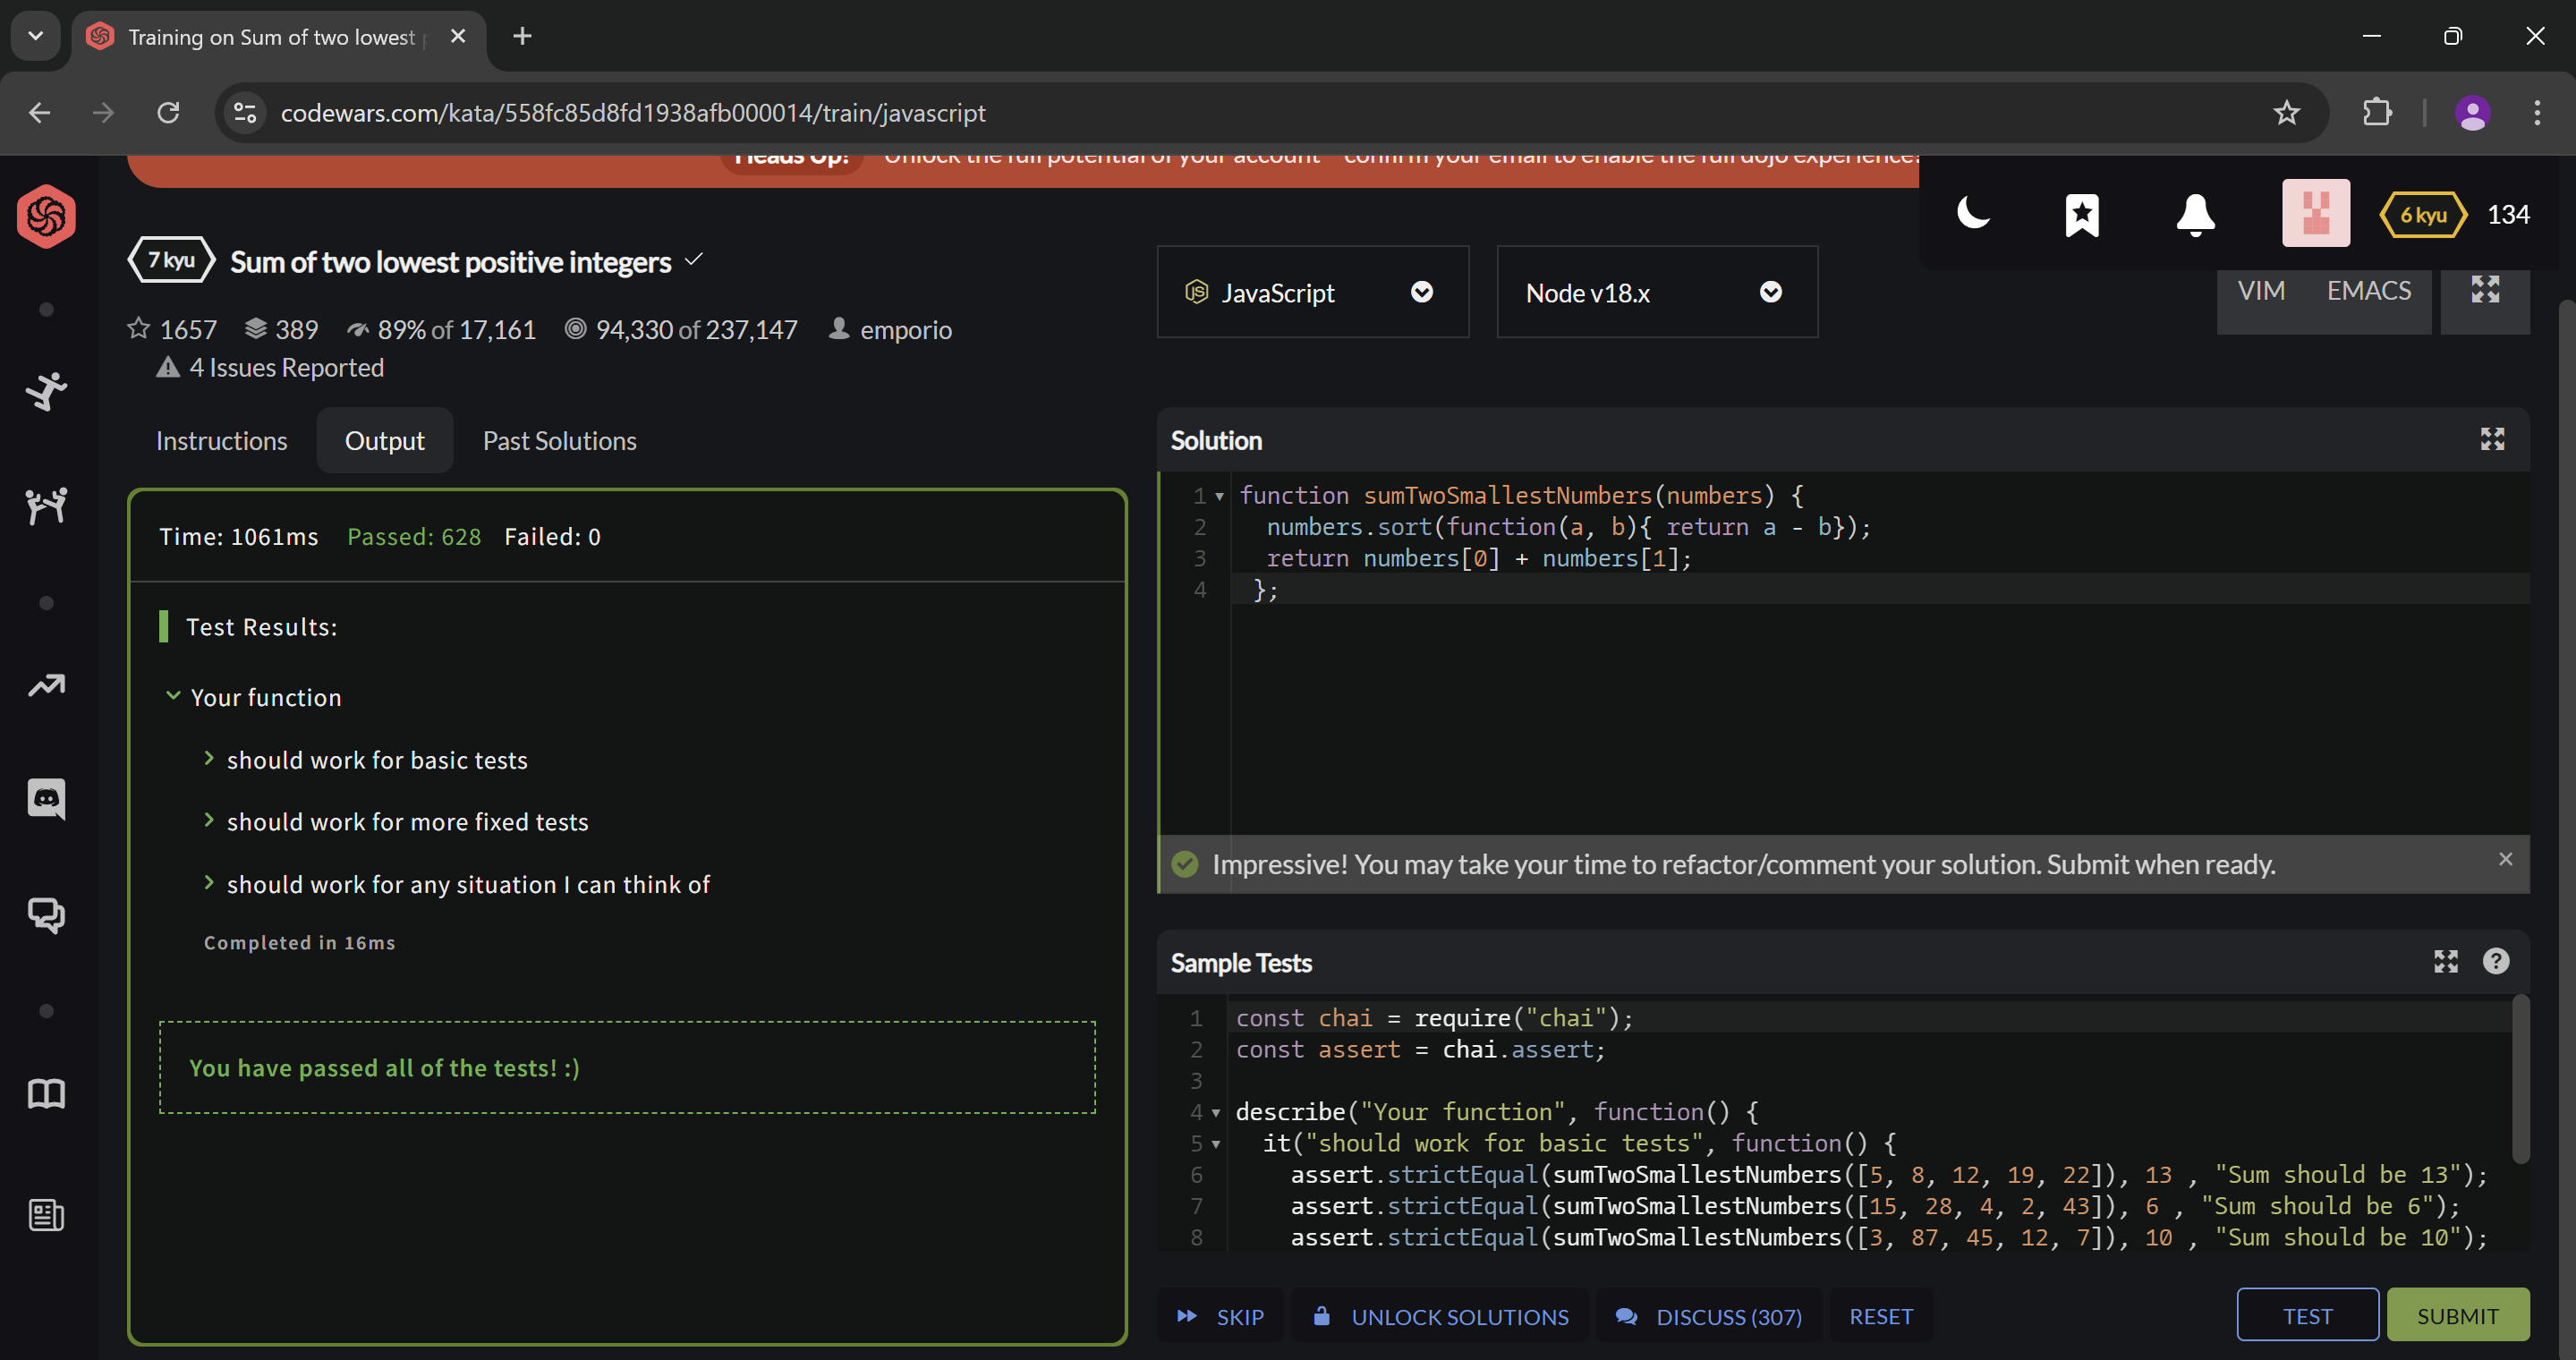 Training on Sum of two lowest
codewars.com/kata/558fc85d8fd1938afb000014/train/javascript
Heads Up! Unlock the full potential of your account confirm your email to enable the full dojo experience.
6 kyu 134
7 kyu Sum of two lowest positive integers
1657 389 89% of 17,161 94,330 of 237,147 emporio
4 Issues Reported
JavaScript
Node v18.x
VIM EMACS
Instructions Output Past Solutions
Time: 1061ms Passed: 628 Failed: 0
Test Results:
Your function
should work for basic tests
should work for more fixed tests
should work for any situation I can think of
Completed in 16ms
You have passed all of the tests! :)
Solution
1 function sumTwoSmallestNumbers(numbers) {
2 numbers.sort(function(a, b){ return a - b});
3 return numbers[0] + numbers[1];
4 };
Impressive! You may take your time to refactor/comment your solution. Submit when ready.
Sample Tests
1 const chai = require("chai");
2 const assert = chai.assert;
3
4 describe("Your function", function() {
5 it("should work for basic tests", function() {
6 assert.strictEqual(sumTwoSmallestNumbers([5, 8, 12, 19, 22]), 13 , "Sum should be 13");
7 assert.strictEqual(sumTwoSmallestNumbers([15, 28, 4, 2, 43]), 6 , "Sum should be 6");
8 assert.strictEqual(sumTwoSmallestNumbers([3, 87, 45, 12, 7]), 10 , "Sum should be 10");
SKIP UNLOCK SOLUTIONS DISCUSS (307) RESET TEST SUBMIT